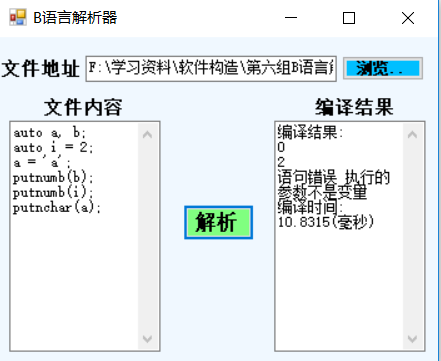 B语言解析器
文件地址
F:\学习资料\软件构造\第六组B语言
浏览..
文件内容
编译结果
auto a, b;
auto i = 2;
a = 'a';
putnumb(b);
putnumb(i);
putnchar(a);
解析
编译结果:
0
2
语句错误 执行的
参数不是变量
编译时间:
10.8315(毫秒)